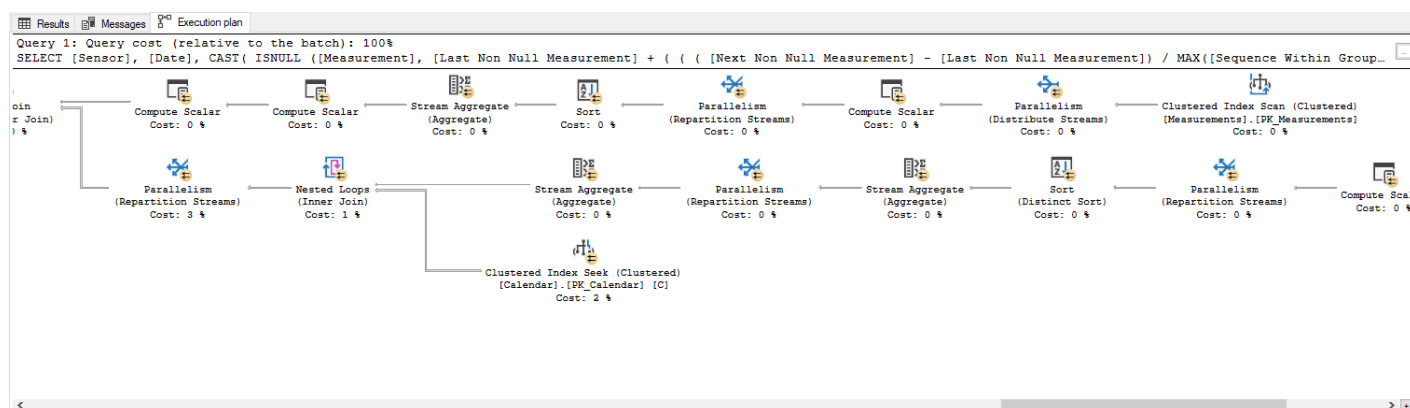 Results Messages Execution plan
Query 1: Query cost (relative to the batch): 100%
SELECT [Sensor], [Date], CAST( ISNULL ([Measurement], [Last Non Null Measurement] + ( ( ( [Next Non Null Measurement] - [Last Non Null Measurement]) / MAX([Sequence Within Group...
oin
r Join)
) %
Compute Scalar
Cost: 0 %
Compute Scalar
Cost: 0 %
Stream Aggregate
(Aggregate)
Cost: 0 %
Sort
Cost: 0 %
Parallelism
(Repartition Streams)
Cost: 0 %
Compute Scalar
Cost: 0 %
Parallelism
(Distribute Streams)
Cost: 0 %
Clustered Index Scan (Clustered)
[Measurements].[PK_Measurements]
Cost: 0 %
Parallelism
(Repartition Streams)
Cost: 3 %
Nested Loops
(Inner Join)
Cost: 1 %
Stream Aggregate
(Aggregate)
Cost: 0 %
Parallelism
(Repartition Streams)
Cost: 0 %
Stream Aggregate
(Aggregate)
Cost: 0 %
Sort
(Distinct Sort)
Cost: 0 %
Parallelism
(Repartition Streams)
Cost: 0 %
Compute Sca
Cost: 0 %
Clustered Index Seek (Clustered)
[Calendar].[PK_Calendar] [C]
Cost: 2 %